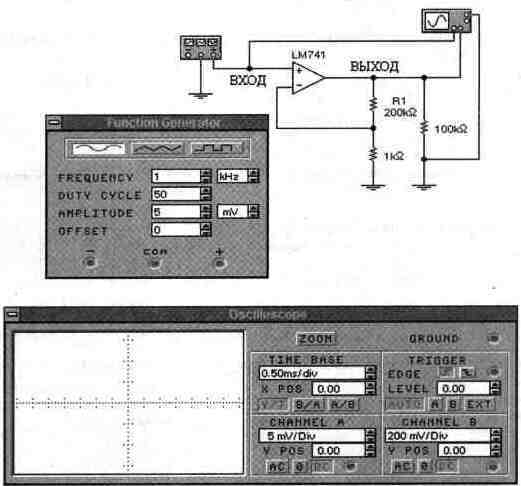 LM741
ВХОД
ВЫХОД
R1
200kΩ
100kΩ
1kΩ
Function Generator
FREQUENCY 1 kHz
DUTY CYCLE 50
AMPLITUDE 5 mV
OFFSET 0
- COM +
Oscilloscope
ZOOM GROUND
TIME BASE
0.50ms/div
X POS 0.00
Y/T B/A A/B
TRIGGER
EDGE
LEVEL 0.00
AUTO A B EXT
CHANNEL A
5 mV/Div
Y POS 0.00
AC 0 DC
CHANNEL B
200 mV/Div
Y POS 0.00
AC 0 DC